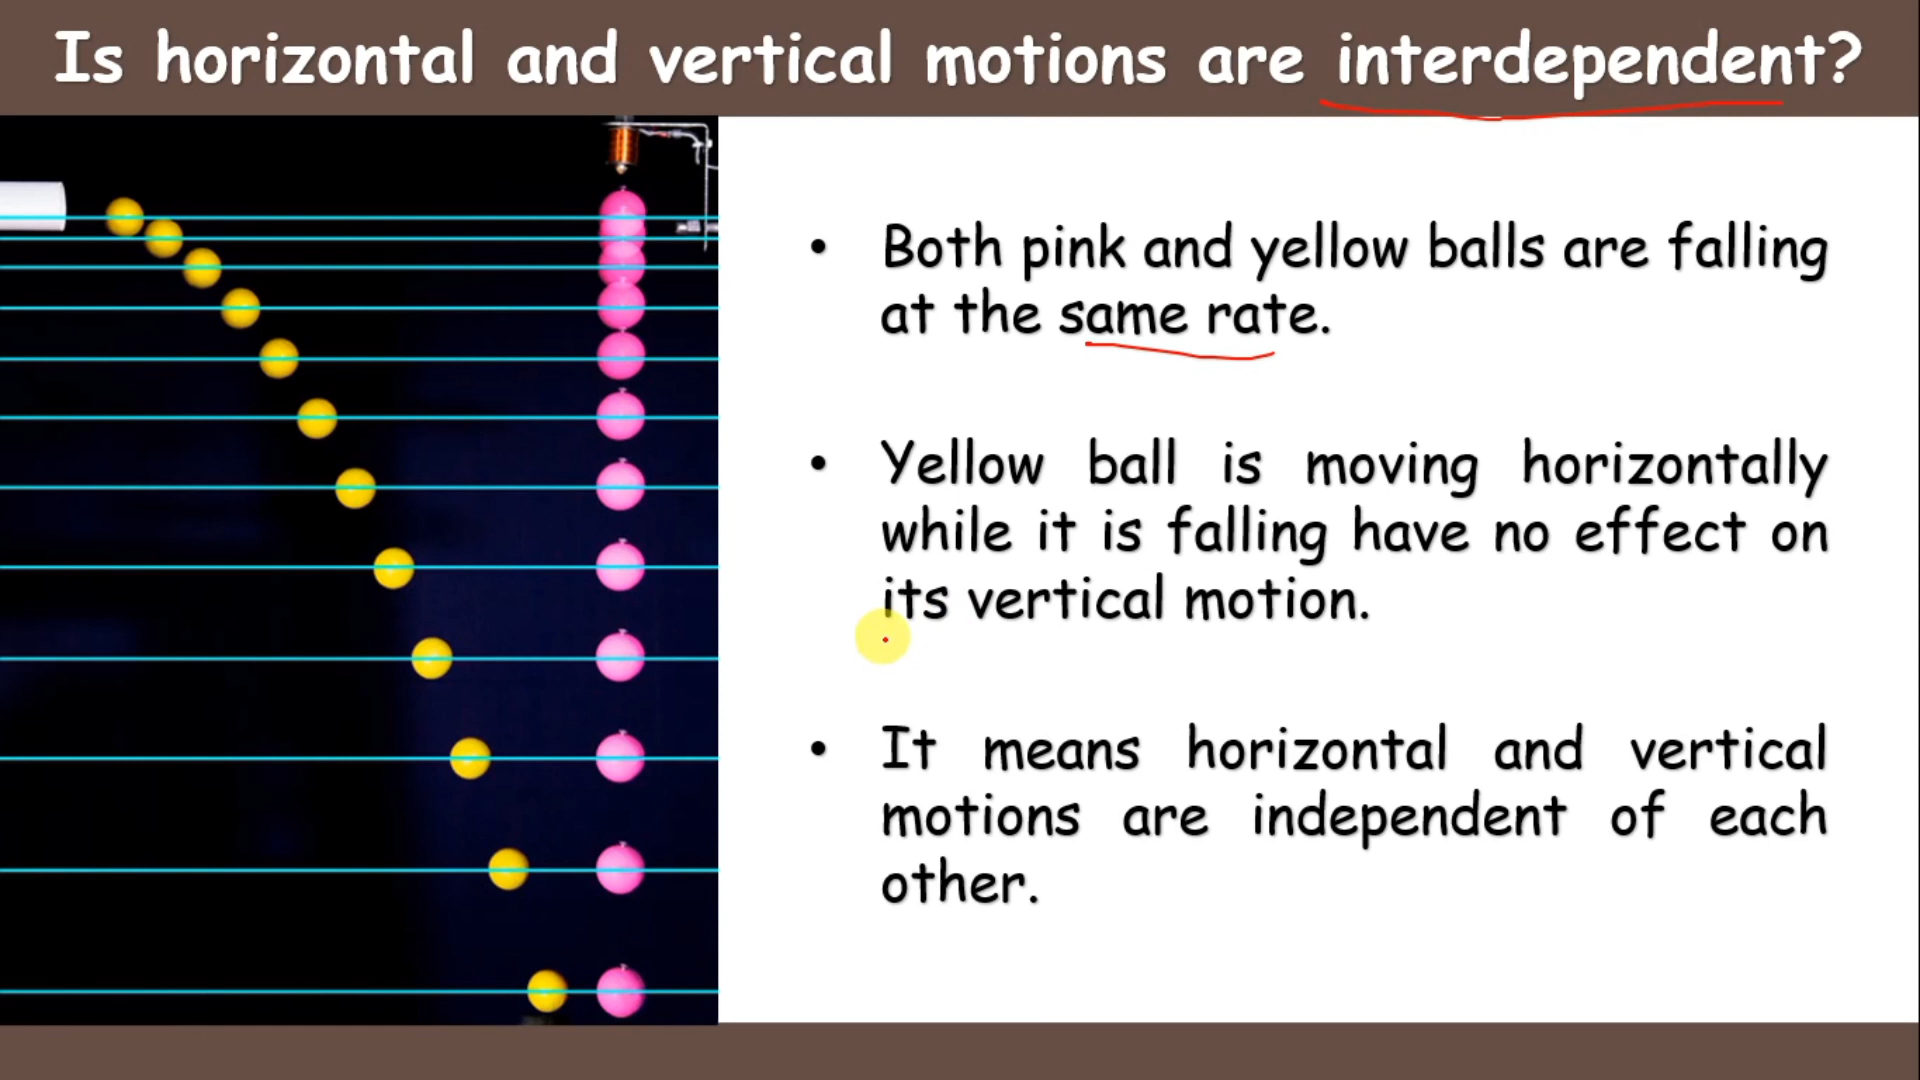 Is horizontal and vertical motions are interdependent?
• Both pink and yellow balls are falling
at the same rate.
• Yellow ball is moving horizontally
while it is falling have no effect on
its vertical motion.
• It means horizontal and vertical
motions are independent of each
other.